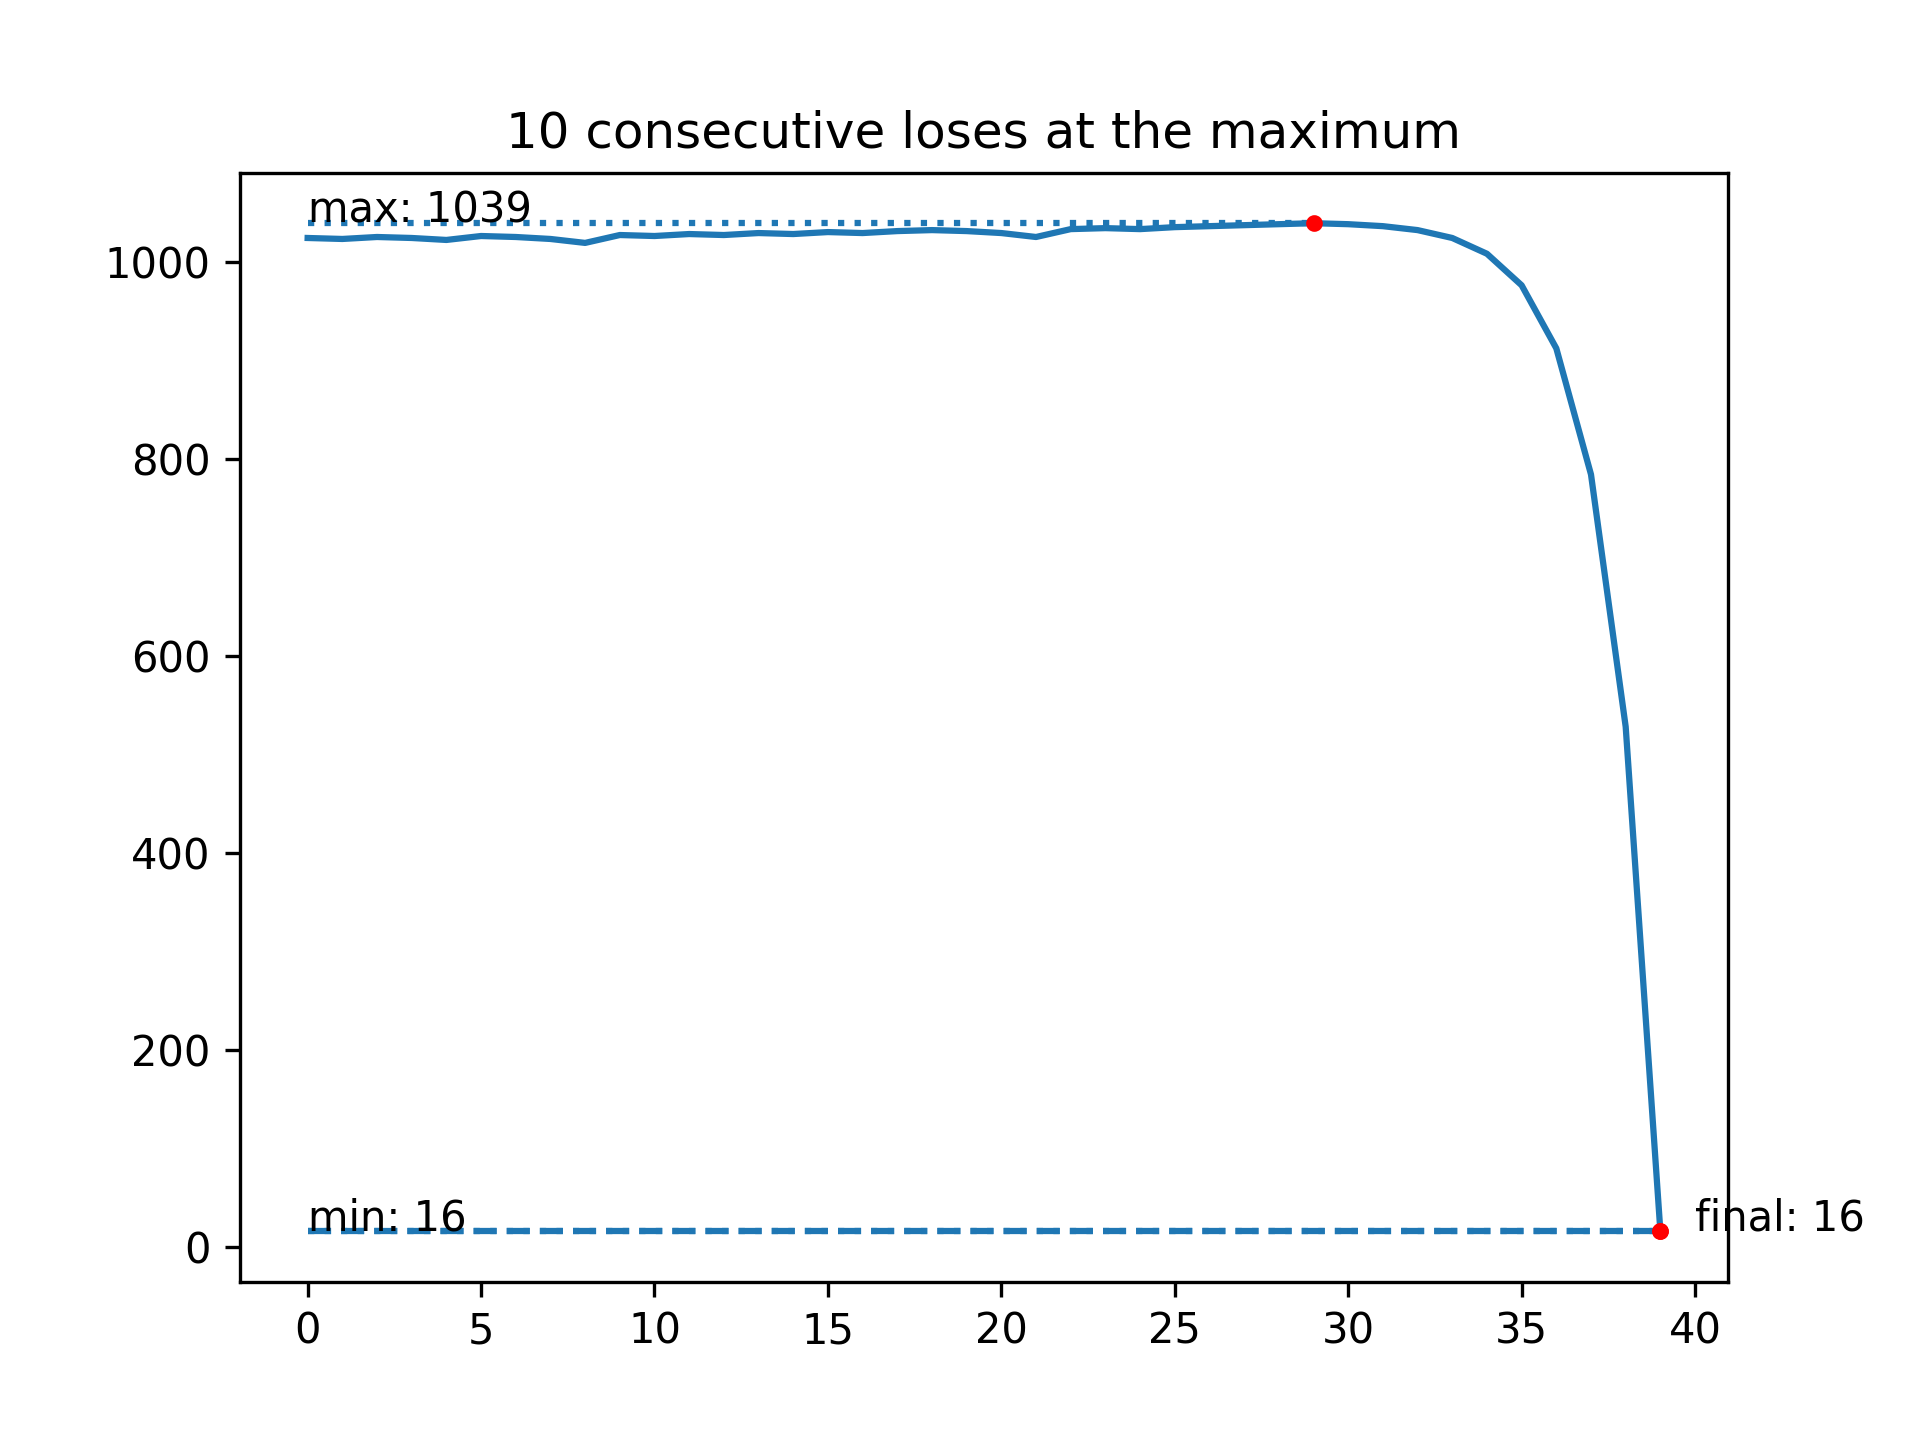 10 consecutive loses at the maximum
max: 1039
1000
800
600
400
200
min: 16
final: 16
0
0 5 10 15 20 25 30 35 40